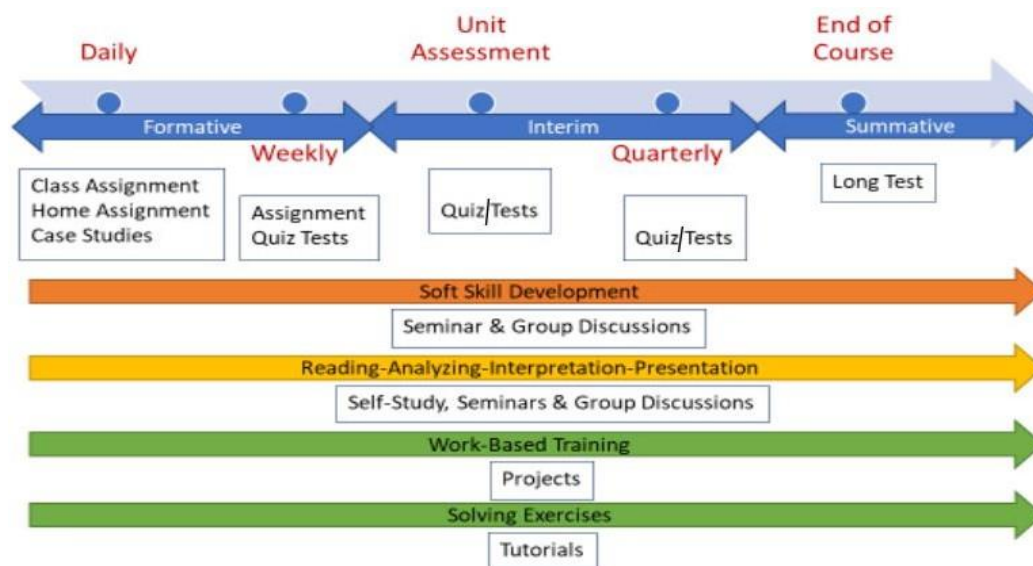 Daily
Unit
Assessment
End of
Course
Formative
Interim
Summative
Weekly
Quarterly
Class Assignment
Home Assignment
Case Studies
Assignment
Quiz Tests
Quiz/Tests
Quiz/Tests
Long Test
Soft Skill Development
Seminar & Group Discussions
Reading-Analyzing-Interpretation-Presentation
Self-Study, Seminars & Group Discussions
Work-Based Training
Projects
Solving Exercises
Tutorials